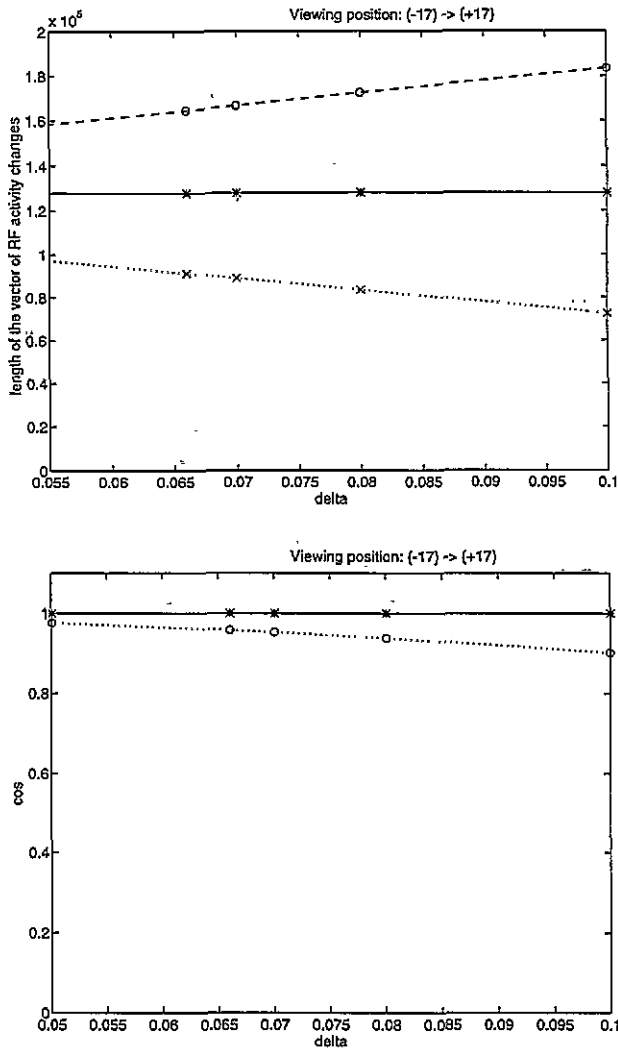 Viewing position: {-17} -> {+17}
× 10⁵
2
1.8
1.6
1.4
1.2
1
0.8
0.6
0.4
0.2
0
length of the vector of RF activity changes
0.055 0.06 0.065 0.07 0.075 0.08 0.085 0.09 0.095 0.1
delta
Viewing position: {-17} -> {+17}
1
0.8
0.6
0.4
0.2
0
cos
0.05 0.055 0.06 0.065 0.07 0.075 0.08 0.085 0.09 0.095 0.1
delta